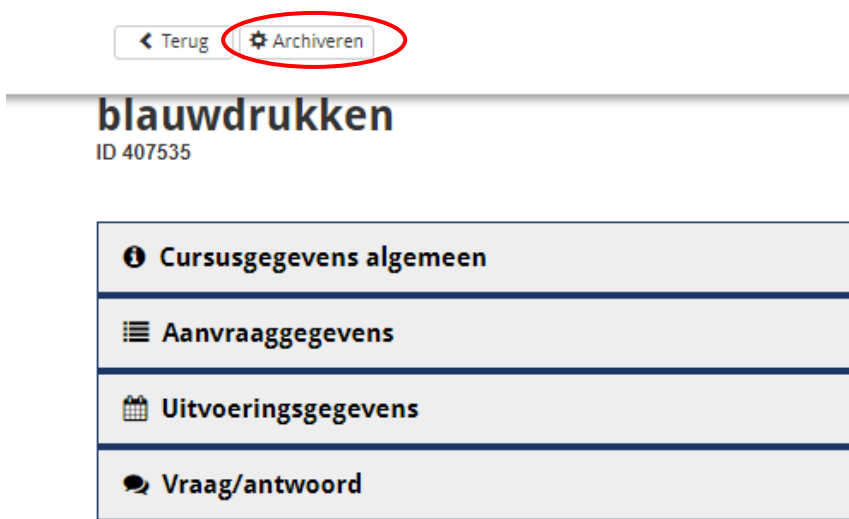 Terug Archiveren
blauwdrukken
ID 407535
Cursusgegevens algemeen
Aanvraaggegevens
Uitvoeringsgegevens
Vraag/antwoord